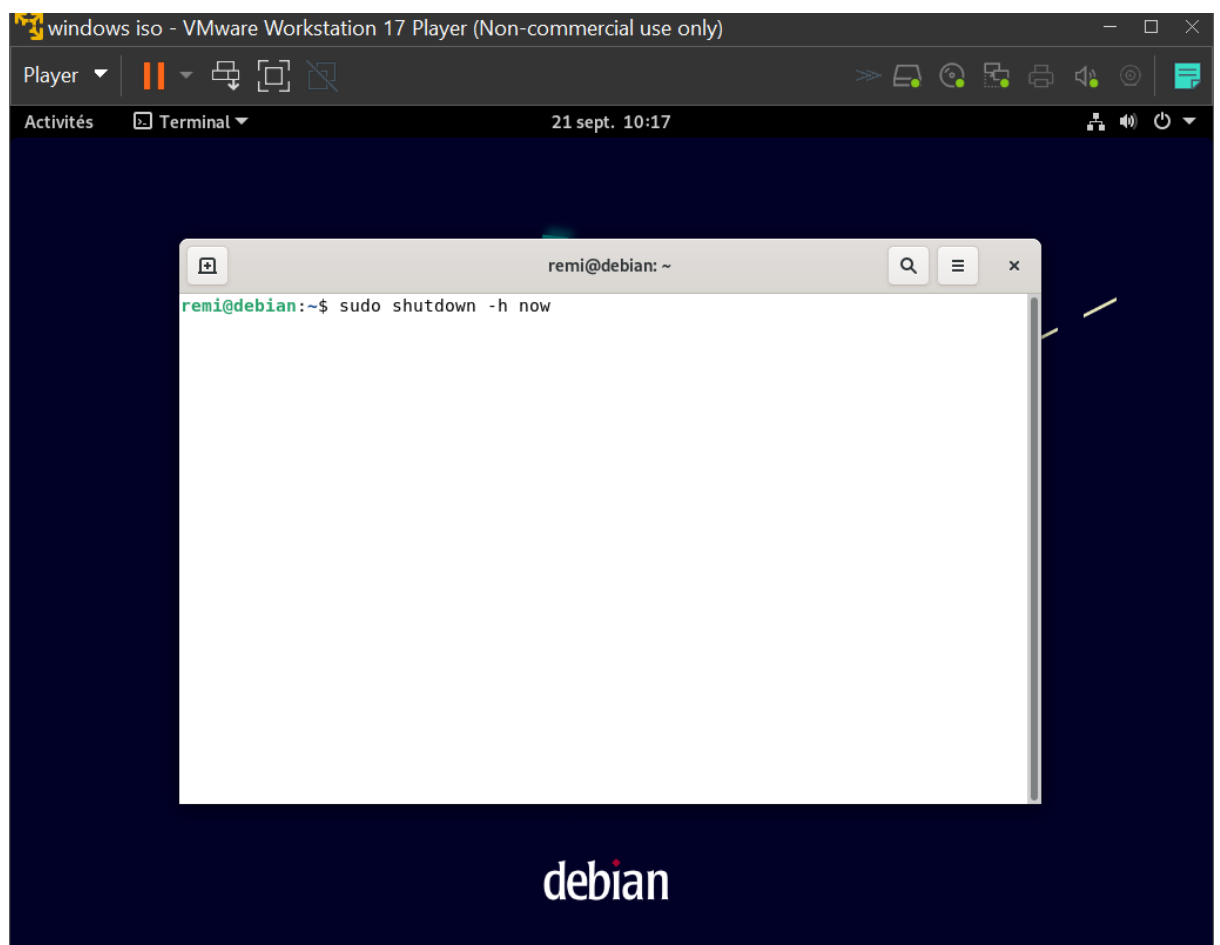 windows iso - VMware Workstation 17 Player (Non-commercial use only)
Player
Activités Terminal 21 sept. 10:17
remi@debian: ~
remi@debian:~$ sudo shutdown -h now
debian